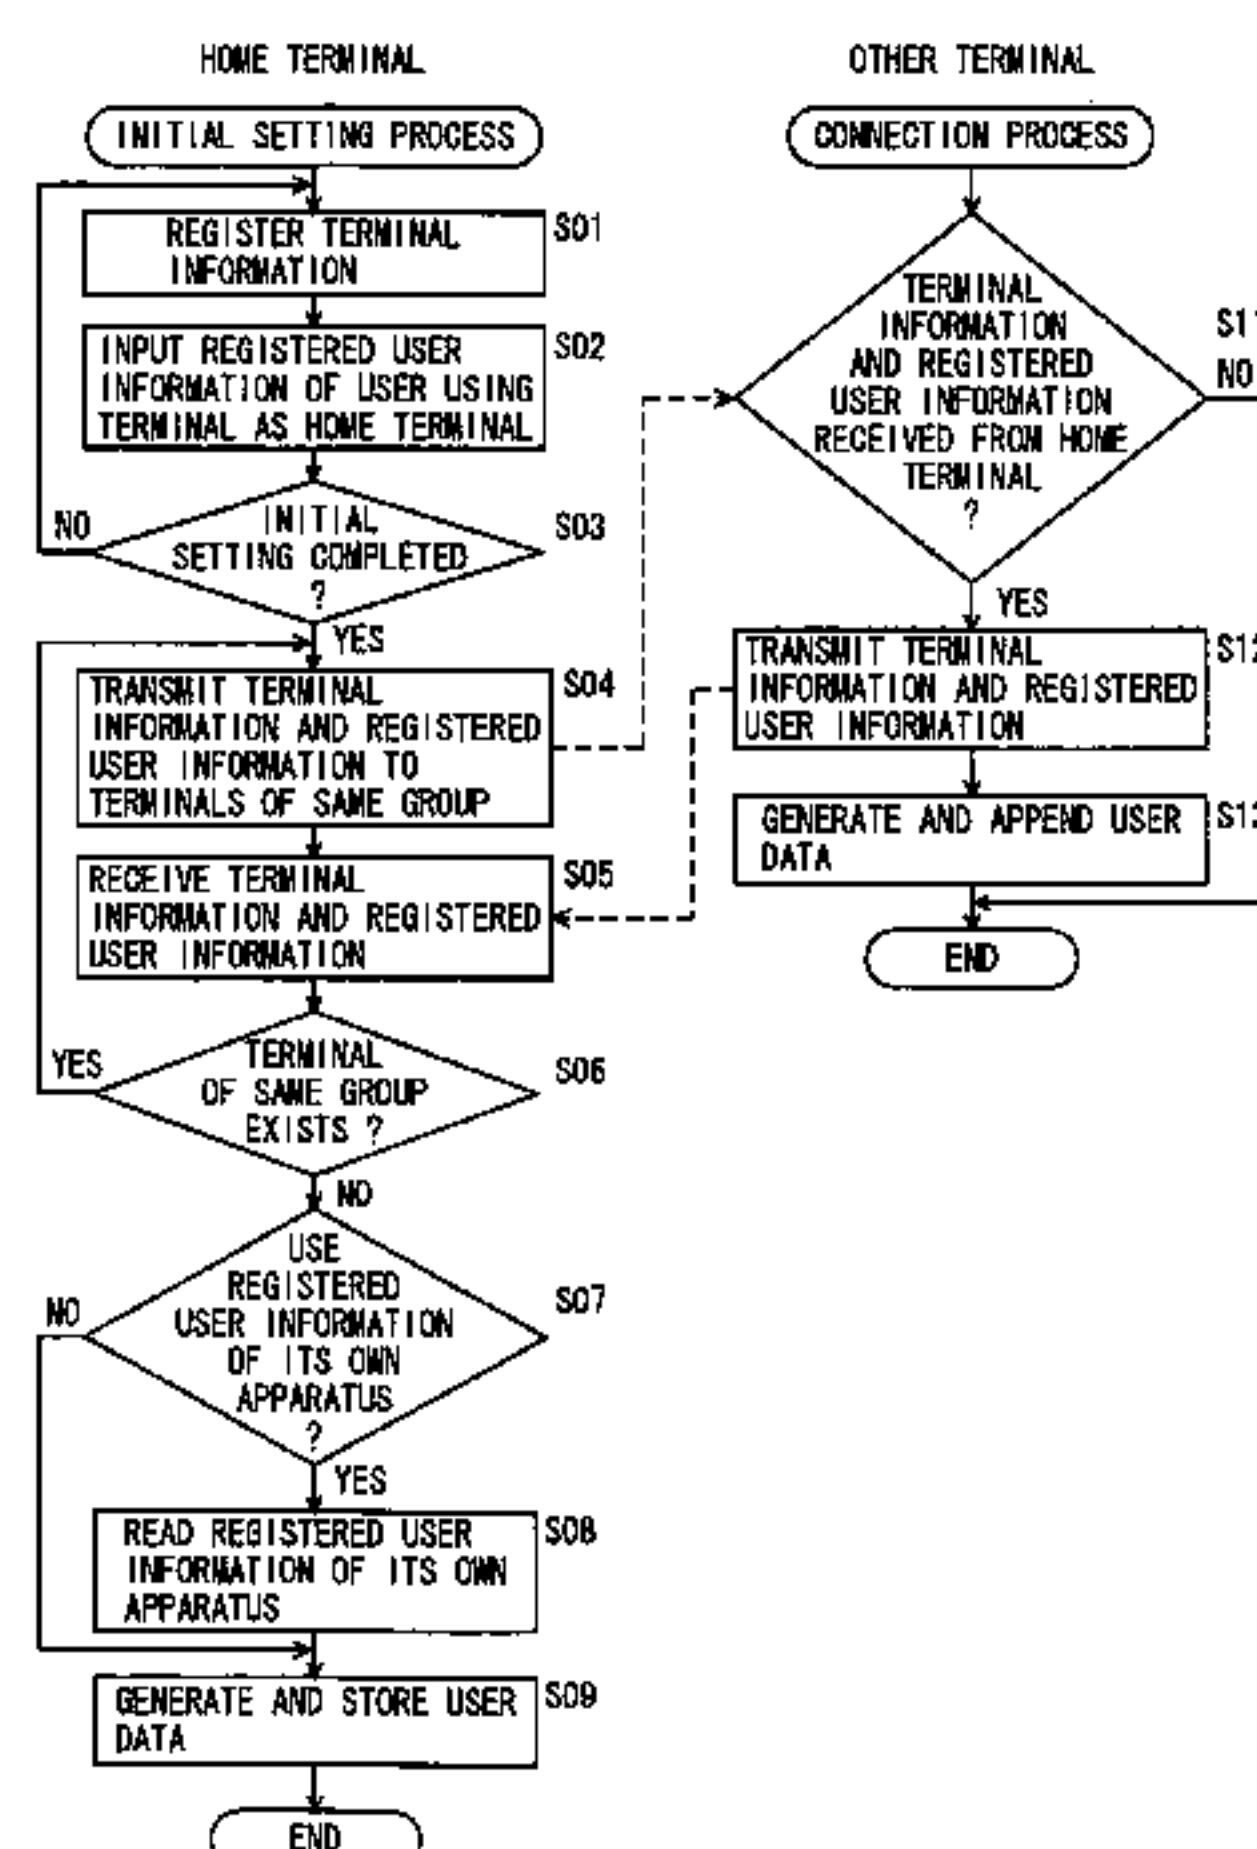 HOME TERMINAL
INITIAL SETTING PROCESS
REGISTER TERMINAL
INFORMATION
S01
INPUT REGISTERED USER
INFORMATION OF USER USING
TERMINAL AS HOME TERMINAL
S02
INITIAL
SETTING COMPLETED
?
S03
NO
YES
TRANSMIT TERMINAL
INFORMATION AND REGISTERED
USER INFORMATION TO
TERMINALS OF SAME GROUP
S04
RECEIVE TERMINAL
INFORMATION AND REGISTERED
USER INFORMATION
S05
TERMINAL
OF SAME GROUP
EXISTS ?
S06
YES
NO
USE
REGISTERED
USER INFORMATION
OF ITS OWN
APPARATUS
?
S07
NO
YES
READ REGISTERED USER
INFORMATION OF ITS OWN
APPARATUS
S08
GENERATE AND STORE USER
DATA
S09
END
OTHER TERMINAL
CONNECTION PROCESS
TERMINAL
INFORMATION
AND REGISTERED
USER INFORMATION
RECEIVED FROM HOME
TERMINAL
?
S11
NO
YES
TRANSMIT TERMINAL
INFORMATION AND REGISTERED
USER INFORMATION
S12
GENERATE AND APPEND USER
DATA
S13
END